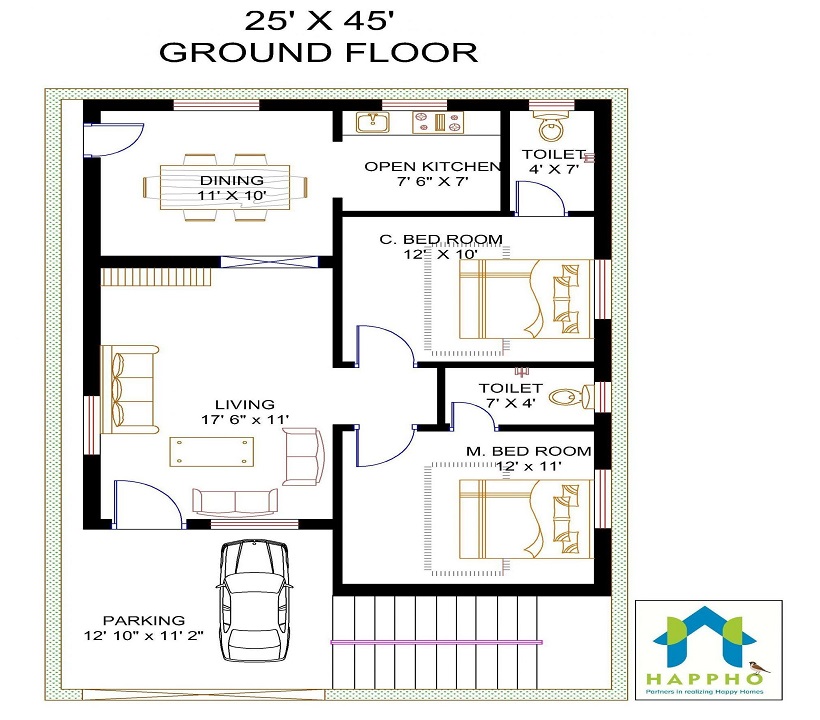 25' X 45'
GROUND FLOOR
DINING
11' X 10'
OPEN KITCHEN
7' 6" X 7'
TOILET
4' X 7'
C. BED ROOM
12' X 10'
LIVING
17' 6" x 11'
TOILET
7' X 4'
M. BED ROOM
12' x 11'
PARKING
12' 10" x 11' 2"
HAPPHO
Partners in realizing Happy Homes